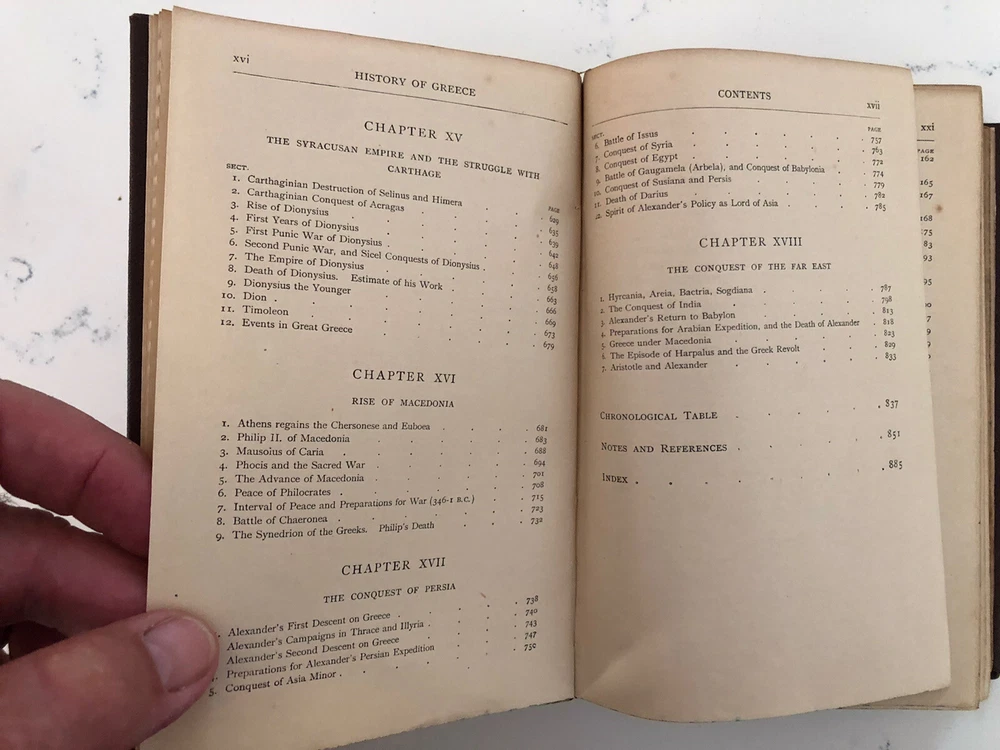 xvi
HISTORY OF GREECE
CHAPTER XV
THE SYRACUSAN EMPIRE AND THE STRUGGLE WITH
CARTHAGE
SECT. PAGE
1. Carthaginian Destruction of Selinus and Himera 629
2. Carthaginian Conquest of Acragas 635
3. Rise of Dionysius 639
4. First Years of Dionysius 642
5. First Punic War of Dionysius 648
6. Second Punic War, and Sicel Conquests of Dionysius 656
7. The Empire of Dionysius 658
8. Death of Dionysius. Estimate of his Work 663
9. Dionysius the Younger 666
10. Dion 669
11. Timoleon 673
12. Events in Great Greece 679
CHAPTER XVI
RISE OF MACEDONIA
1. Athens regains the Chersonese and Euboea 681
2. Philip II. of Macedonia 683
3. Mausolus of Caria 688
4. Phocis and the Sacred War 694
5. The Advance of Macedonia 701
6. Peace of Philocrates 708
7. Interval of Peace and Preparations for War (346-1 B.C.) 715
8. Battle of Chaeronea 723
9. The Synedrion of the Greeks. Philip's Death 732
CHAPTER XVII
THE CONQUEST OF PERSIA
Alexander's First Descent on Greece 738
Alexander's Campaigns in Thrace and Illyria 740
Alexander's Second Descent on Greece 743
Preparations for Alexander's Persian Expedition 747
5. Conquest of Asia Minor 750
CONTENTS
xvii
SECT. PAGE
6. Battle of Issus 757
7. Conquest of Syria 763
8. Conquest of Egypt 772
9. Battle of Gaugamela (Arbela), and Conquest of Babylonia 774
10. Conquest of Susiana and Persis 779
11. Death of Darius 782
12. Spirit of Alexander's Policy as Lord of Asia 785
CHAPTER XVIII
THE CONQUEST OF THE FAR EAST
1. Hyrcania, Areia, Bactria, Sogdiana 787
2. The Conquest of India 798
3. Alexander's Return to Babylon 813
4. Preparations for Arabian Expedition, and the Death of Alexander 818
5. Greece under Macedonia 823
6. The Episode of Harpalus and the Greek Revolt 829
7. Aristotle and Alexander 833
CHRONOLOGICAL TABLE 837
NOTES AND REFERENCES 851
INDEX 885
xxi
PAGE
162
165
167
168
75
83
93
95